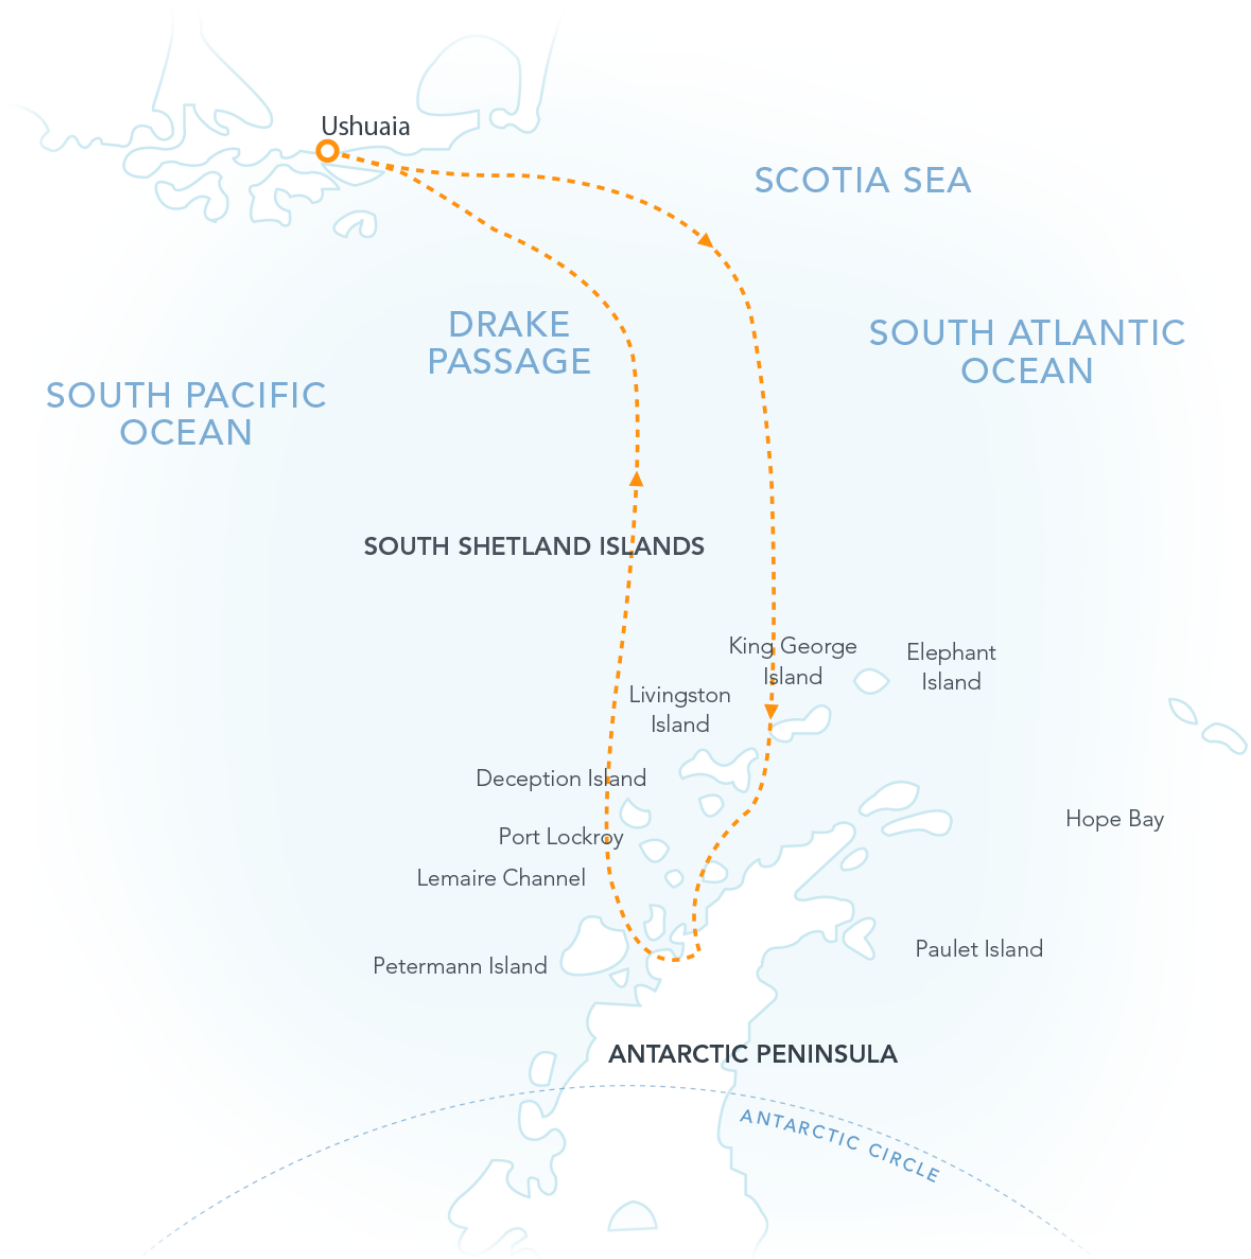 Ushuaia
SCOTIA SEA
DRAKE
PASSAGE
SOUTH ATLANTIC
OCEAN
SOUTH PACIFIC
OCEAN
SOUTH SHETLAND ISLANDS
King George
Island
Elephant
Island
Livingston
Island
Deception Island
Port Lockroy
Hope Bay
Lemaire Channel
Paulet Island
Petermann Island
ANTARCTIC PENINSULA
ANTARCTIC CIRCLE